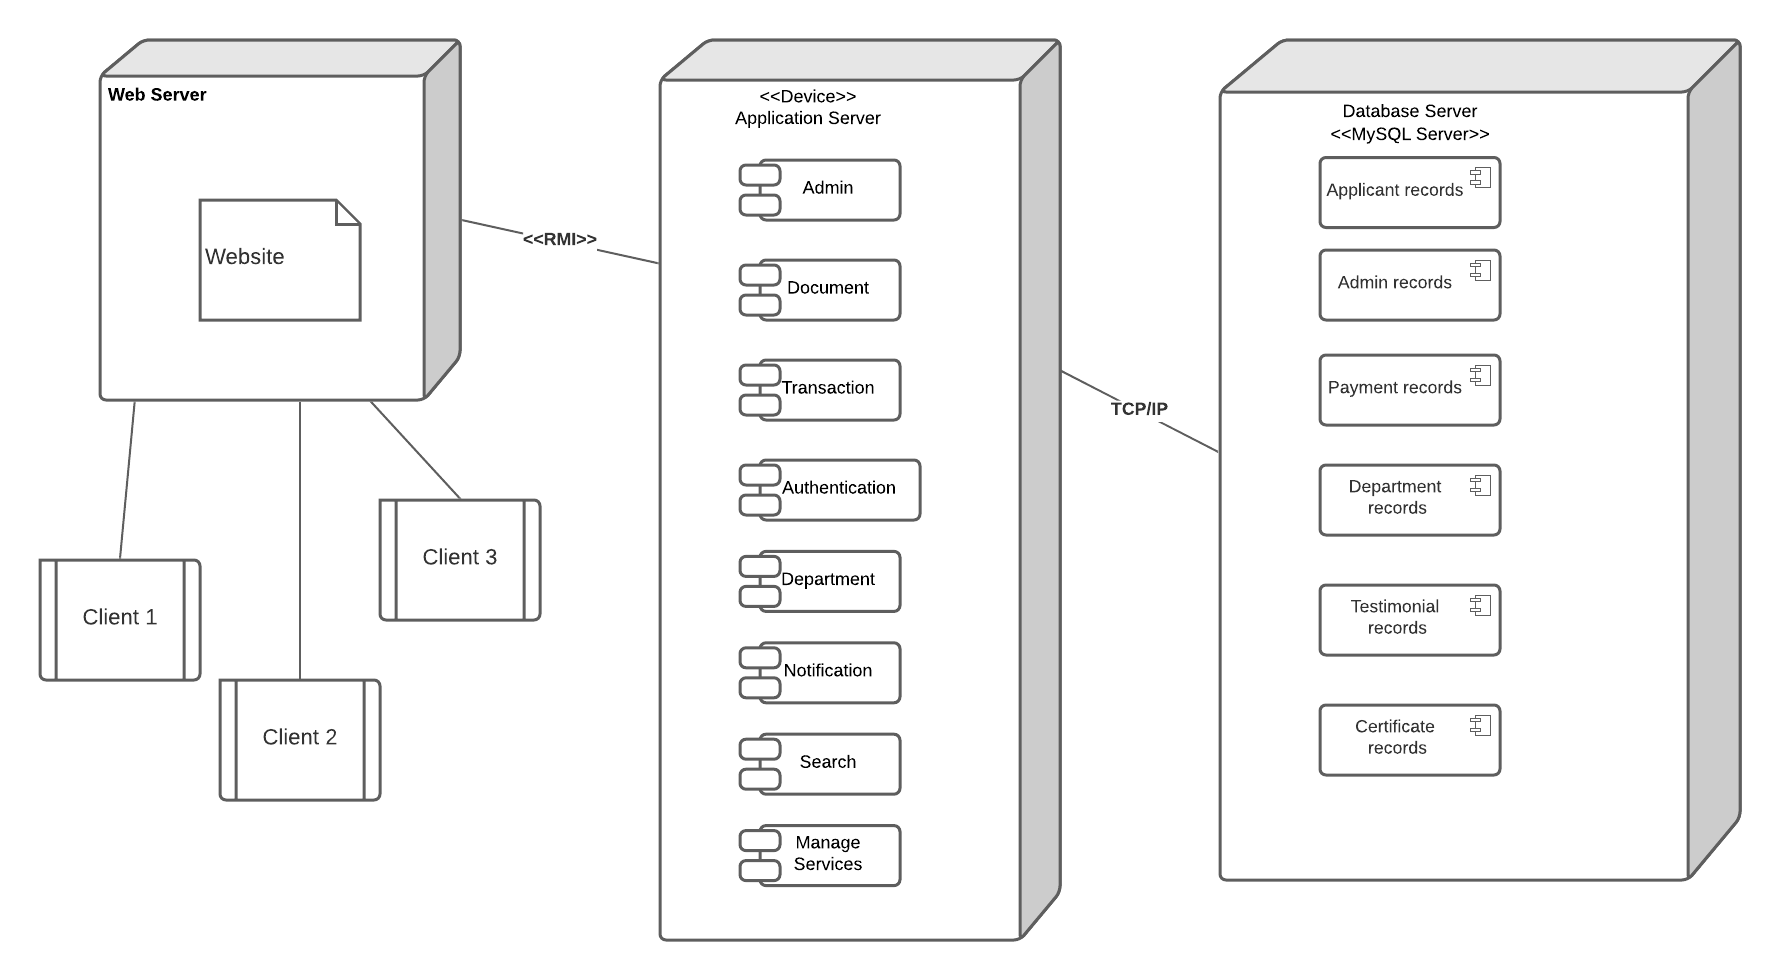 Web Server
Website
Client 1
Client 2
Client 3
<<RMI>>
<<Device>>
Application Server
Admin
Document
Transaction
Authentication
Department
Notification
Search
Manage
Services
TCP/IP
Database Server
<<MySQL Server>>
Applicant records
Admin records
Payment records
Department
records
Testimonial
records
Certificate
records